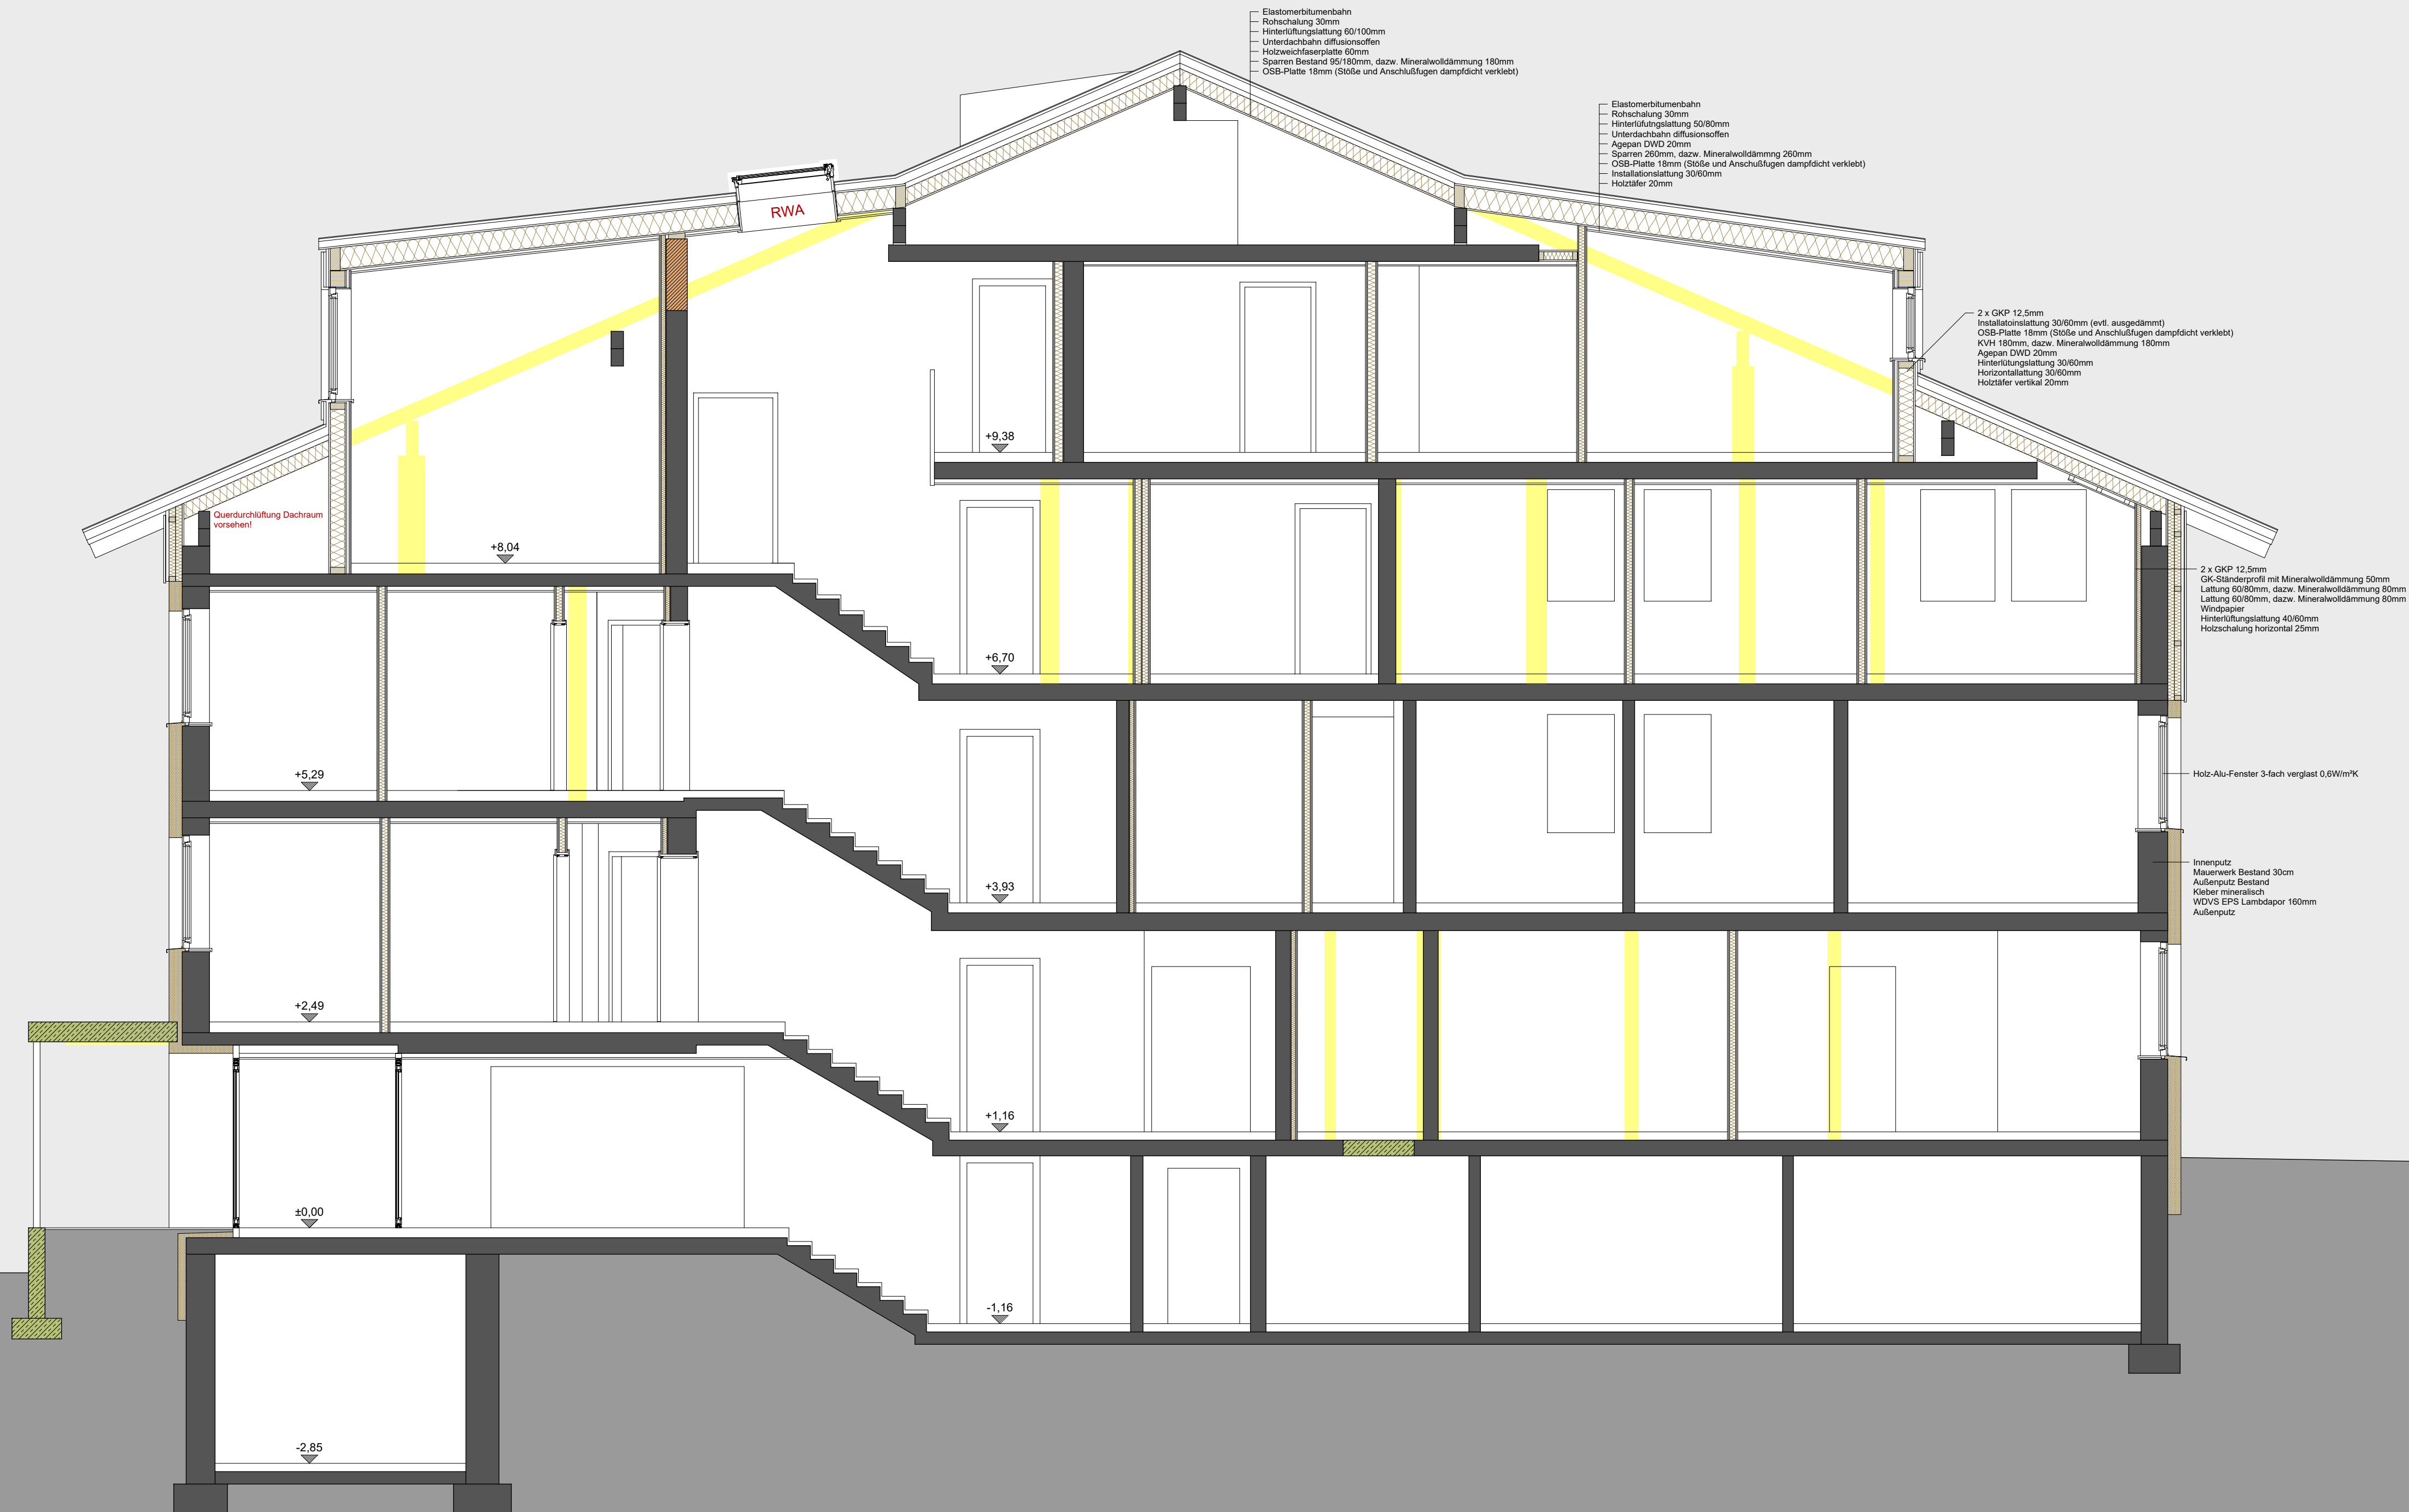 Elastomerbitumenbahn
Rohschalung 30mm
Hinterlüftungslattung 60/100mm
Unterdachbahn diffusionsoffen
Holzweichfaserplatte 60mm
Sparren Bestand 95/180mm, dazw. Mineralwolldämmung 180mm
OSB-Platte 18mm (Stöße und Anschlußfugen dampfdicht verklebt)
Elastomerbitumenbahn
Rohschalung 30mm
Hinterlüfutngslattung 50/80mm
Unterdachbahn diffusionsoffen
Agepan DWD 20mm
Sparren 260mm, dazw. Mineralwolldämmng 260mm
OSB-Platte 18mm (Stöße und Anschußfugen dampfdicht verklebt)
Installationslattung 30/60mm
Holztäfer 20mm
RWA
2 x GKP 12,5mm
Installatoinslattung 30/60mm (evtl. ausgedämmt)
OSB-Platte 18mm (Stöße und Anschlußfugen dampfdicht verklebt)
KVH 180mm, dazw. Mineralwolldämmung 180mm
Agepan DWD 20mm
Hinterlütungslattung 30/60mm
Horizontallattung 30/60mm
Holztäfer vertikal 20mm
+9,38
Querdurchlüftung Dachraum
vorsehen!
+8,04
2 x GKP 12,5mm
GK-Ständerprofil mit Mineralwolldämmung 50mm
Lattung 60/80mm, dazw. Mineralwolldämmung 80mm
Lattung 60/80mm, dazw. Mineralwolldämmung 80mm
Windpapier
Hinterlüftungslattung 40/60mm
Holzschalung horizontal 25mm
+6,70
+5,29
Holz-Alu-Fenster 3-fach verglast 0,6W/m²K
+3,93
Innenputz
Mauerwerk Bestand 30cm
Außenputz Bestand
Kleber mineralisch
WDVS EPS Lambdapor 160mm
Außenputz
+2,49
+1,16
±0,00
-1,16
-2,85